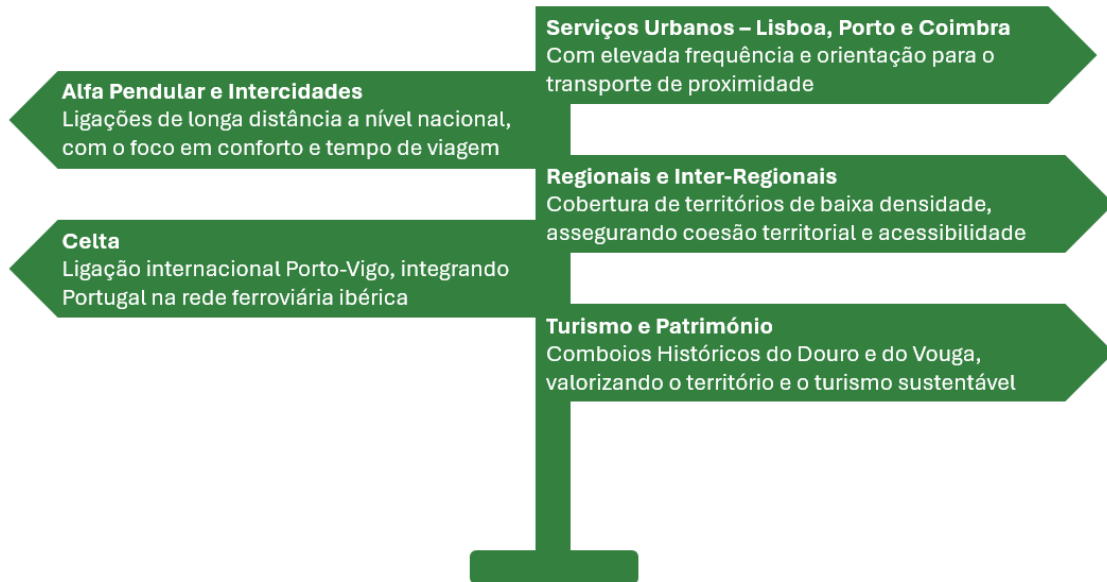 Serviços Urbanos – Lisboa, Porto e Coimbra
Com elevada frequência e orientação para o
transporte de proximidade
Alfa Pendular e Intercidades
Ligações de longa distância a nível nacional,
com o foco em conforto e tempo de viagem
Regionais e Inter-Regionais
Cobertura de territórios de baixa densidade,
assegurando coesão territorial e acessibilidade
Celta
Ligação internacional Porto-Vigo, integrando
Portugal na rede ferroviária ibérica
Turismo e Património
Comboios Históricos do Douro e do Vouga,
valorizando o território e o turismo sustentável